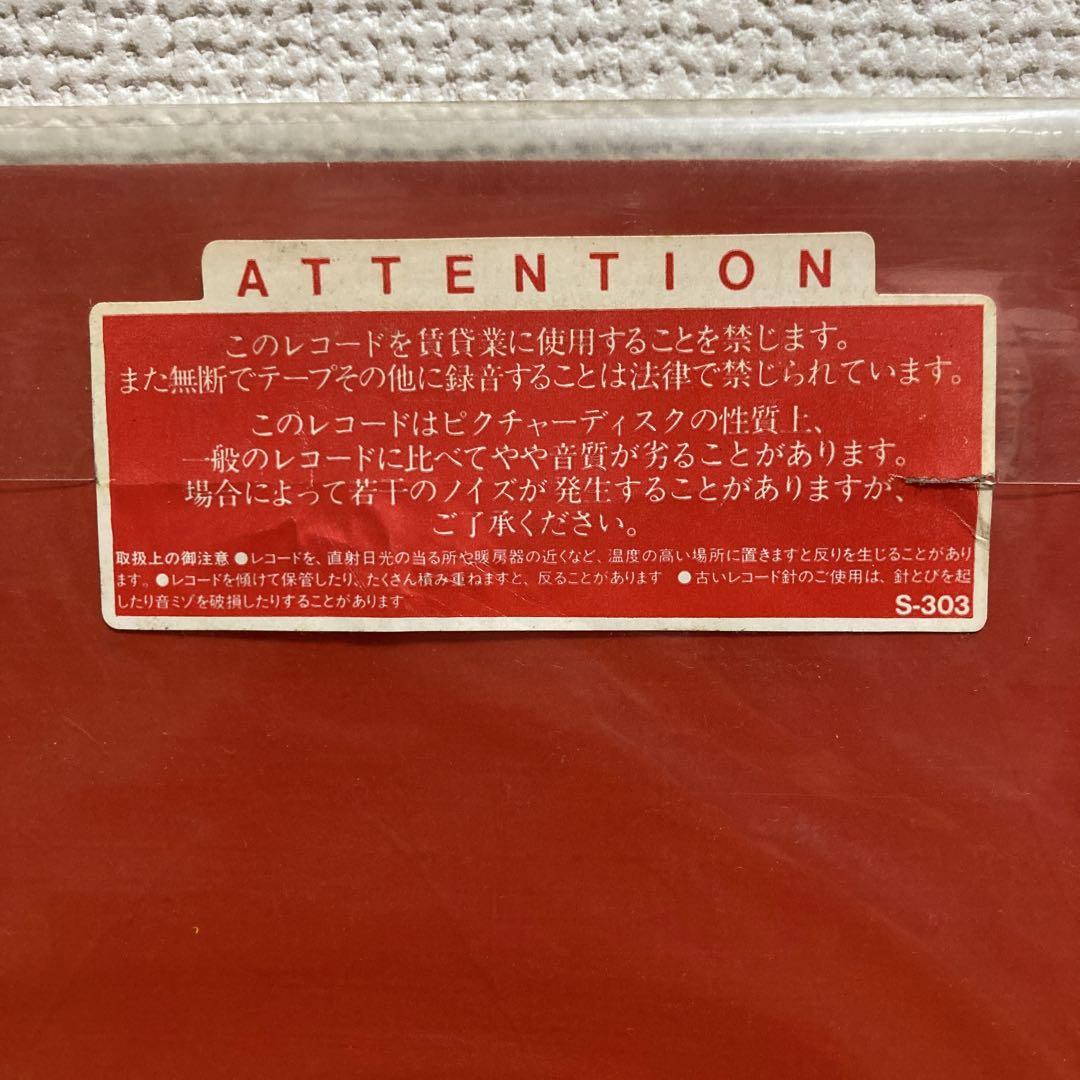 ATTENTION
このレコードを賃貸業に使用することを禁じます。
また無断でテープその他に録音することは法律で禁じられています。
このレコードはピクチャーディスクの性質上、
一般のレコードに比べてやや音質が劣ることがあります。
場合によって若干のノイズが発生することがありますが、
ご了承ください。
取扱上の御注意 ●レコードを、直射日光の当る所や暖房器の近くなど、温度の高い場所に置きますと反りを生じることがあり
ます。●レコードを傾けて保管したり、たくさん積み重ねますと、反ることがあります ●古いレコード針のご使用は、針とびを起
したり音ミゾを破損したりすることがあります
S-303